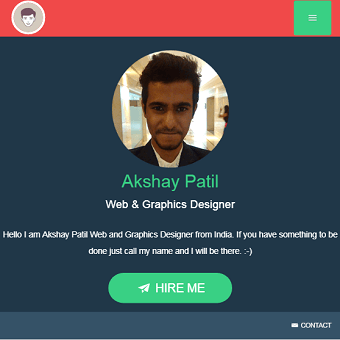 Akshay Patil
Web & Graphics Designer
Hello I am Akshay Patil Web and Graphics Designer from India. If you have something to be
done just call my name and I will be there. :-)
HIRE ME
CONTACT